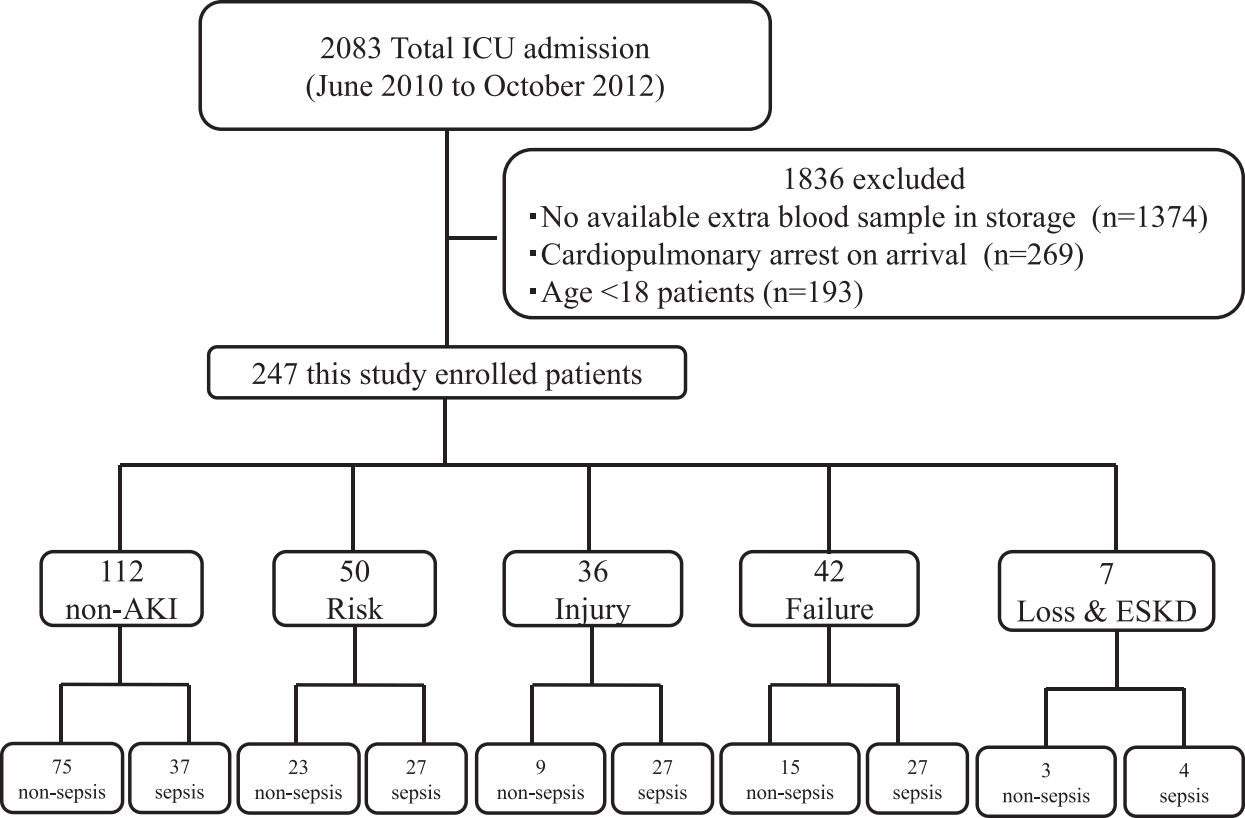 2083 Total ICU admission
(June 2010 to October 2012)
1836 excluded
▪No available extra blood sample in storage (n=1374)
▪Cardiopulmonary arrest on arrival (n=269)
▪Age <18 patients (n=193)
247 this study enrolled patients
112
non-AKI
50
Risk
36
Injury
42
Failure
7
Loss & ESKD
75
non-sepsis
37
sepsis
23
non-sepsis
27
sepsis
9
non-sepsis
27
sepsis
15
non-sepsis
27
sepsis
3
non-sepsis
4
sepsis